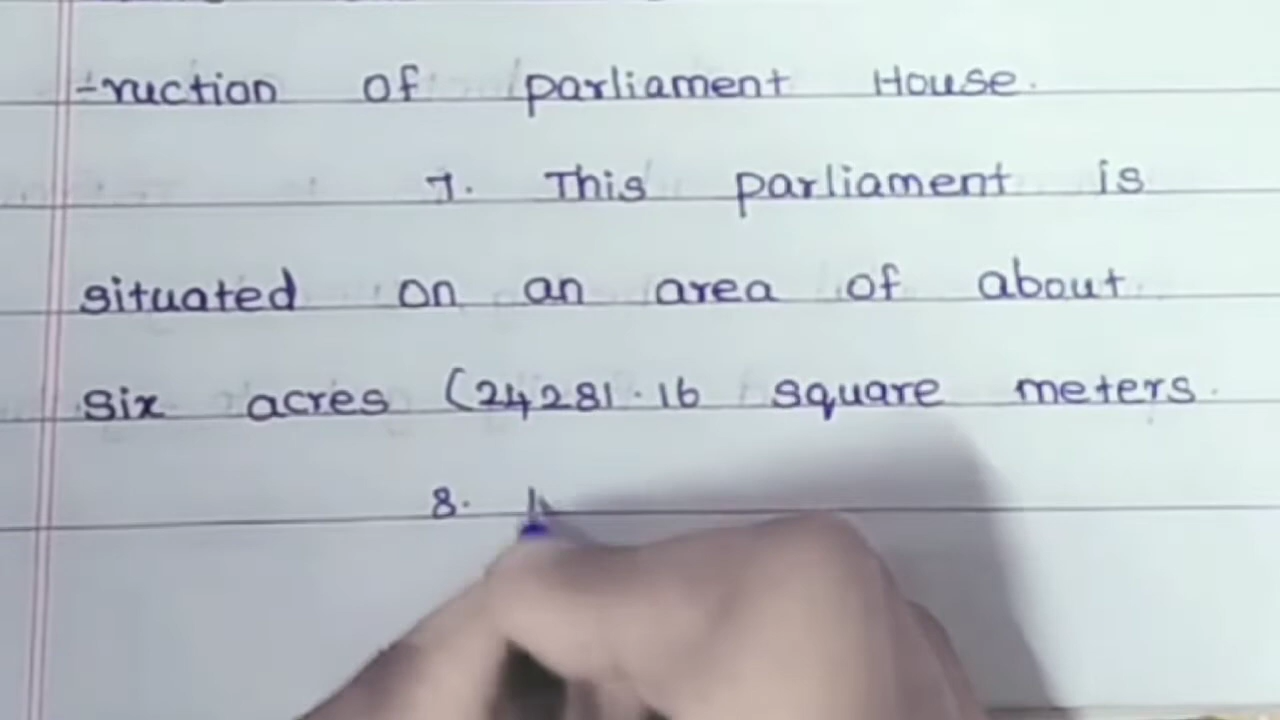 -ruction of parliament House.
7. This parliament is
situated on an area of about
six acres (24281.16 square meters.
8.